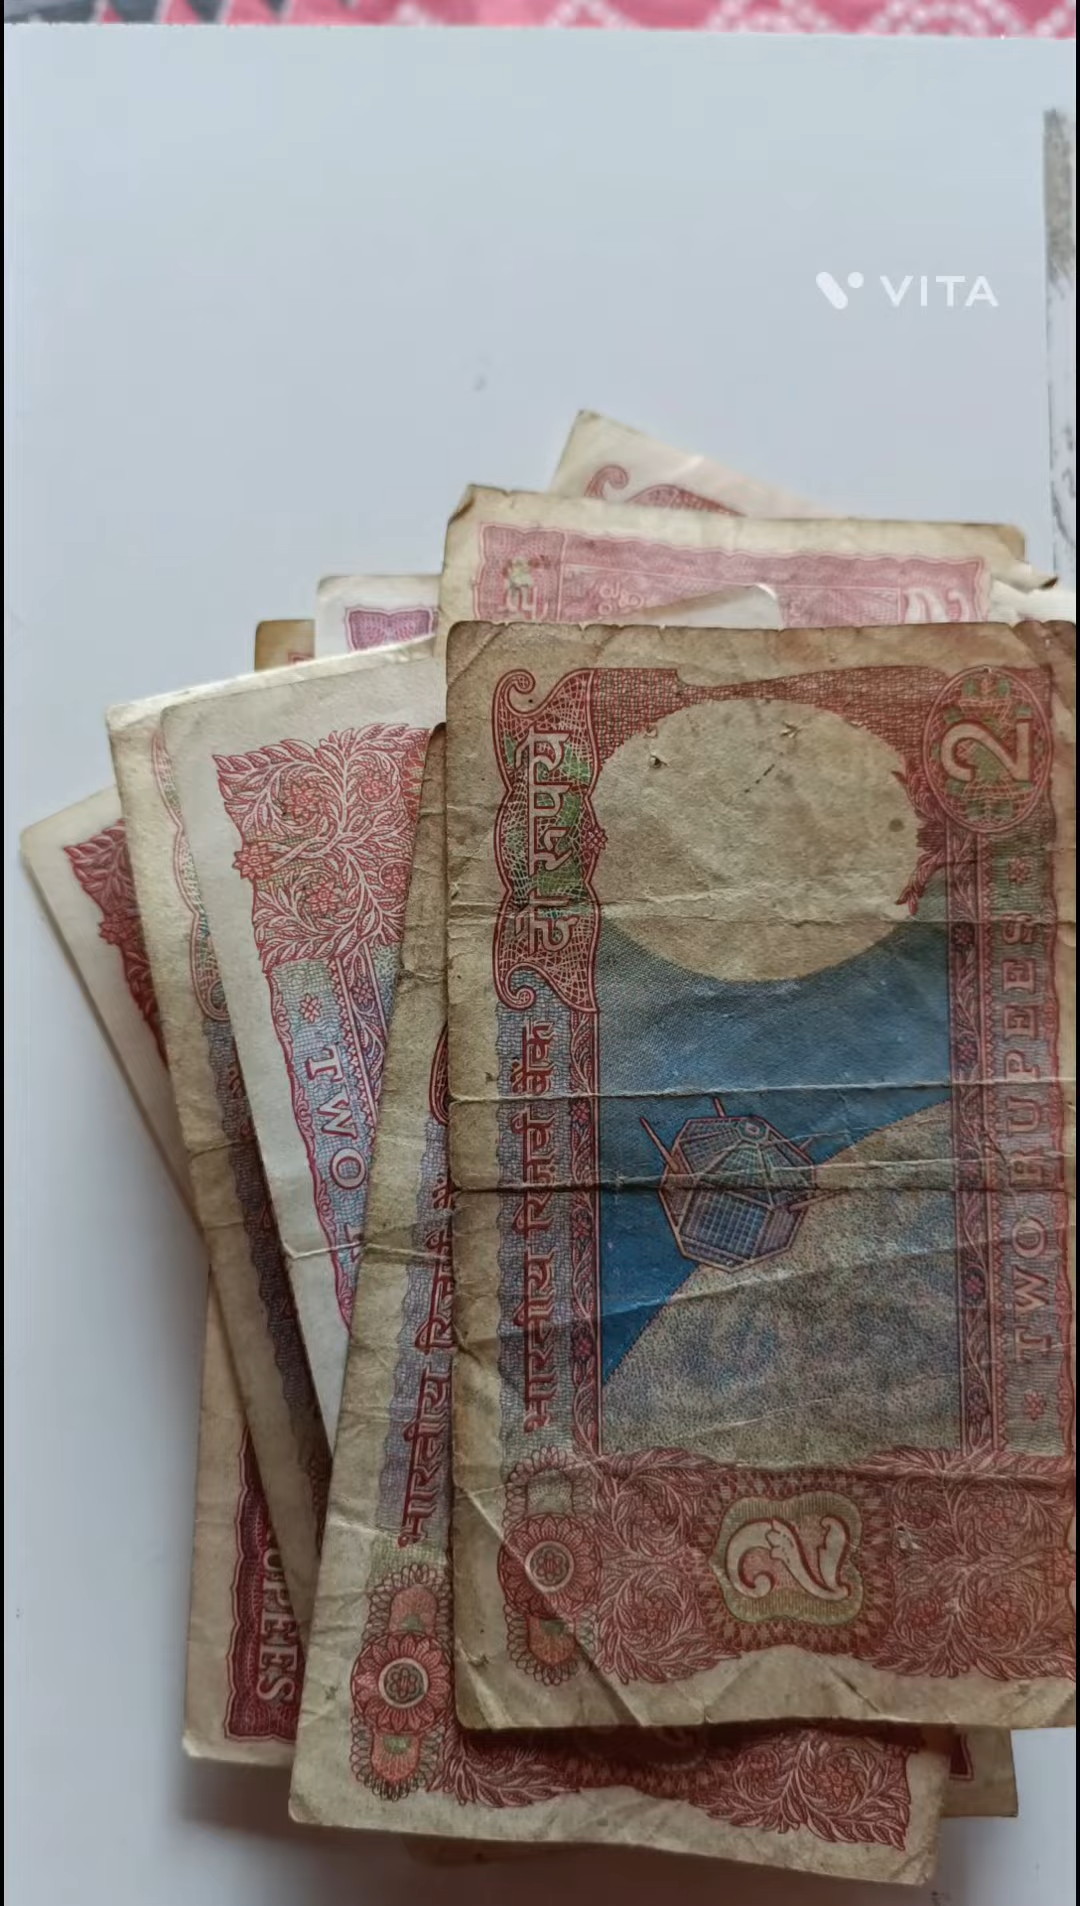 VITA
दो रुपये
2
भारतीय रिज़र्व बैंक
TWO RUPEES
2
TWO
भारतीय रिज़र्व
RUPEES